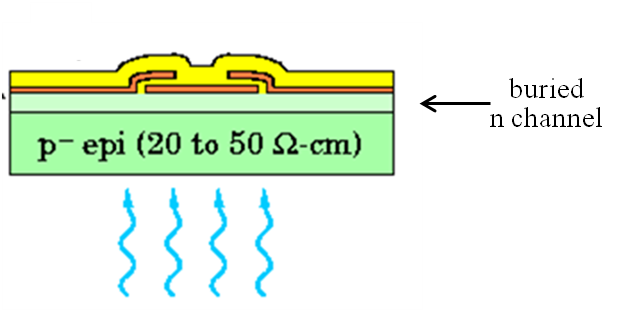 buried
n channel
p− epi (20 to 50 Ω-cm)